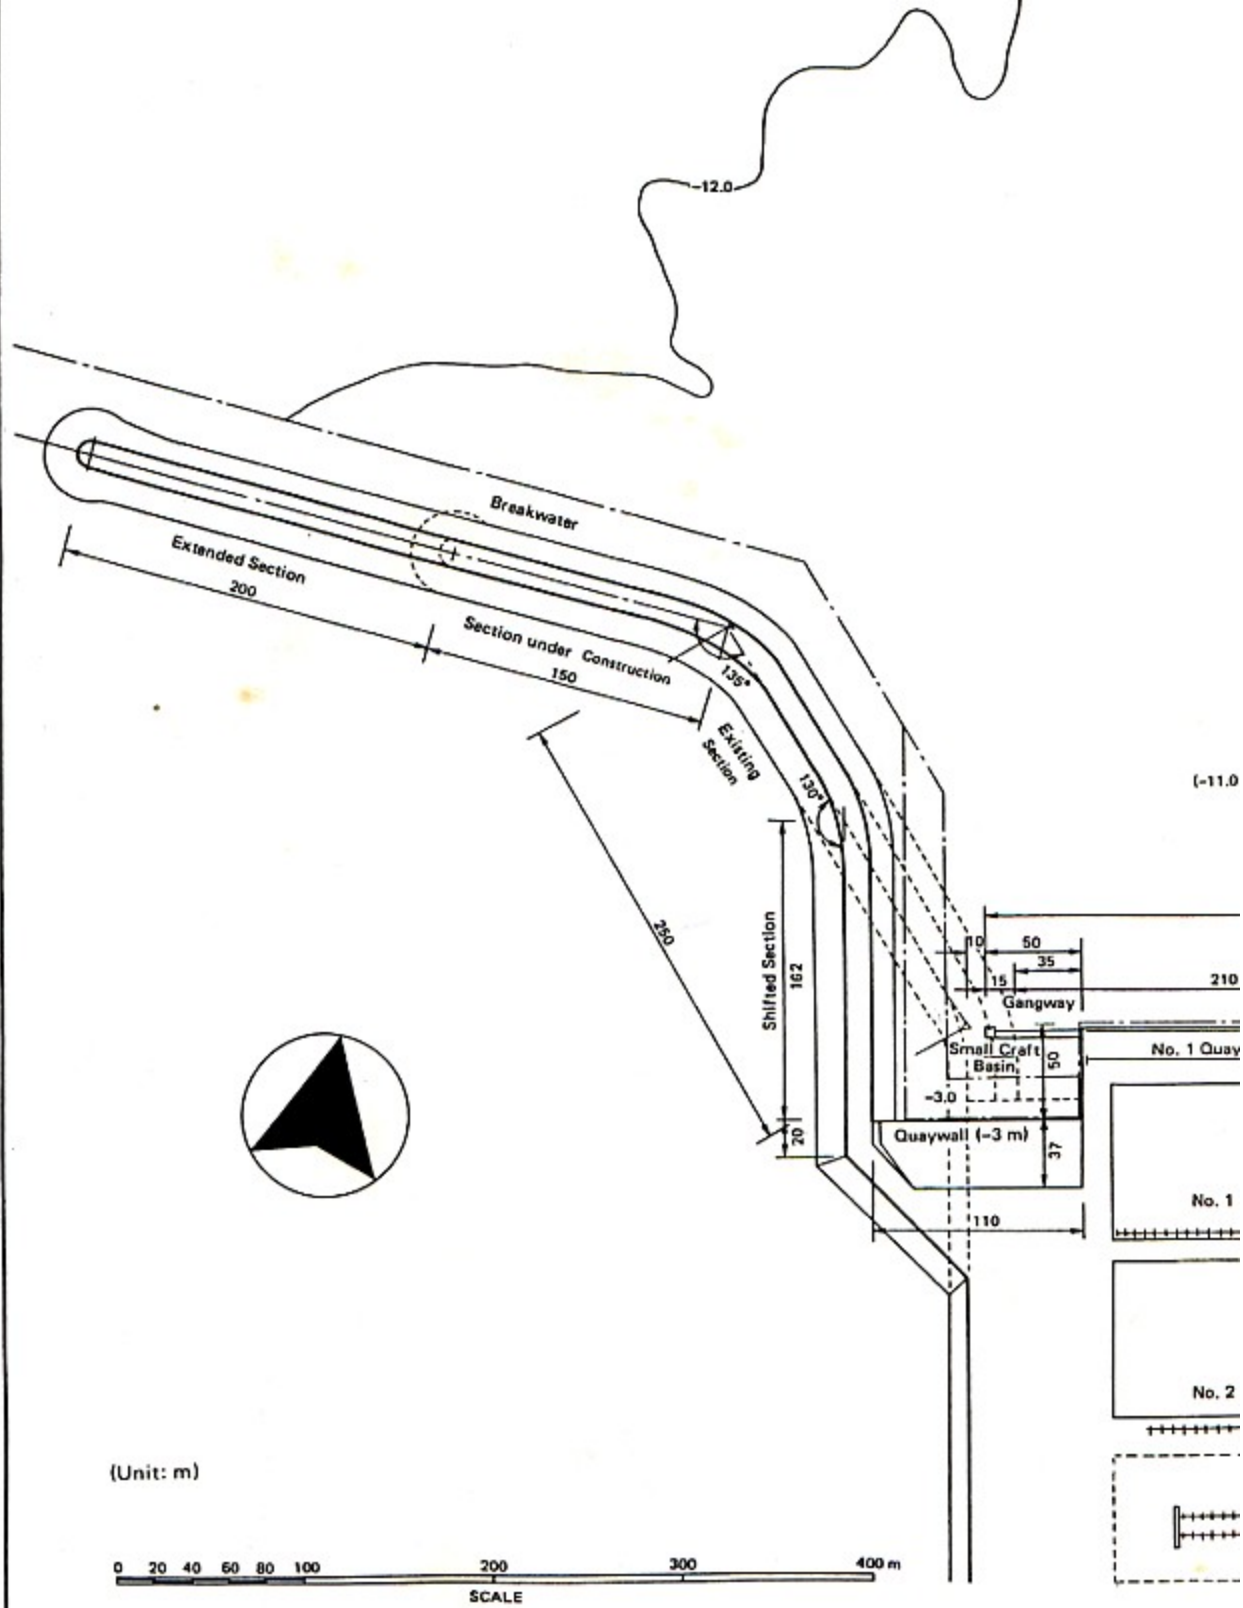 -12.0
Breakwater
Extended Section
200
Section under Construction
150
135°
Existing
Section
(-11.0
130°
250
Shifted Section
162
10
50
35
15
210
Gangway
Small Craft
Basin
50
No. 1 Quay
-3.0
20
Quaywall (-3 m)
37
No. 1
110
No. 2
(Unit: m)
0 20 40 60 80 100 200 300 400 m
SCALE